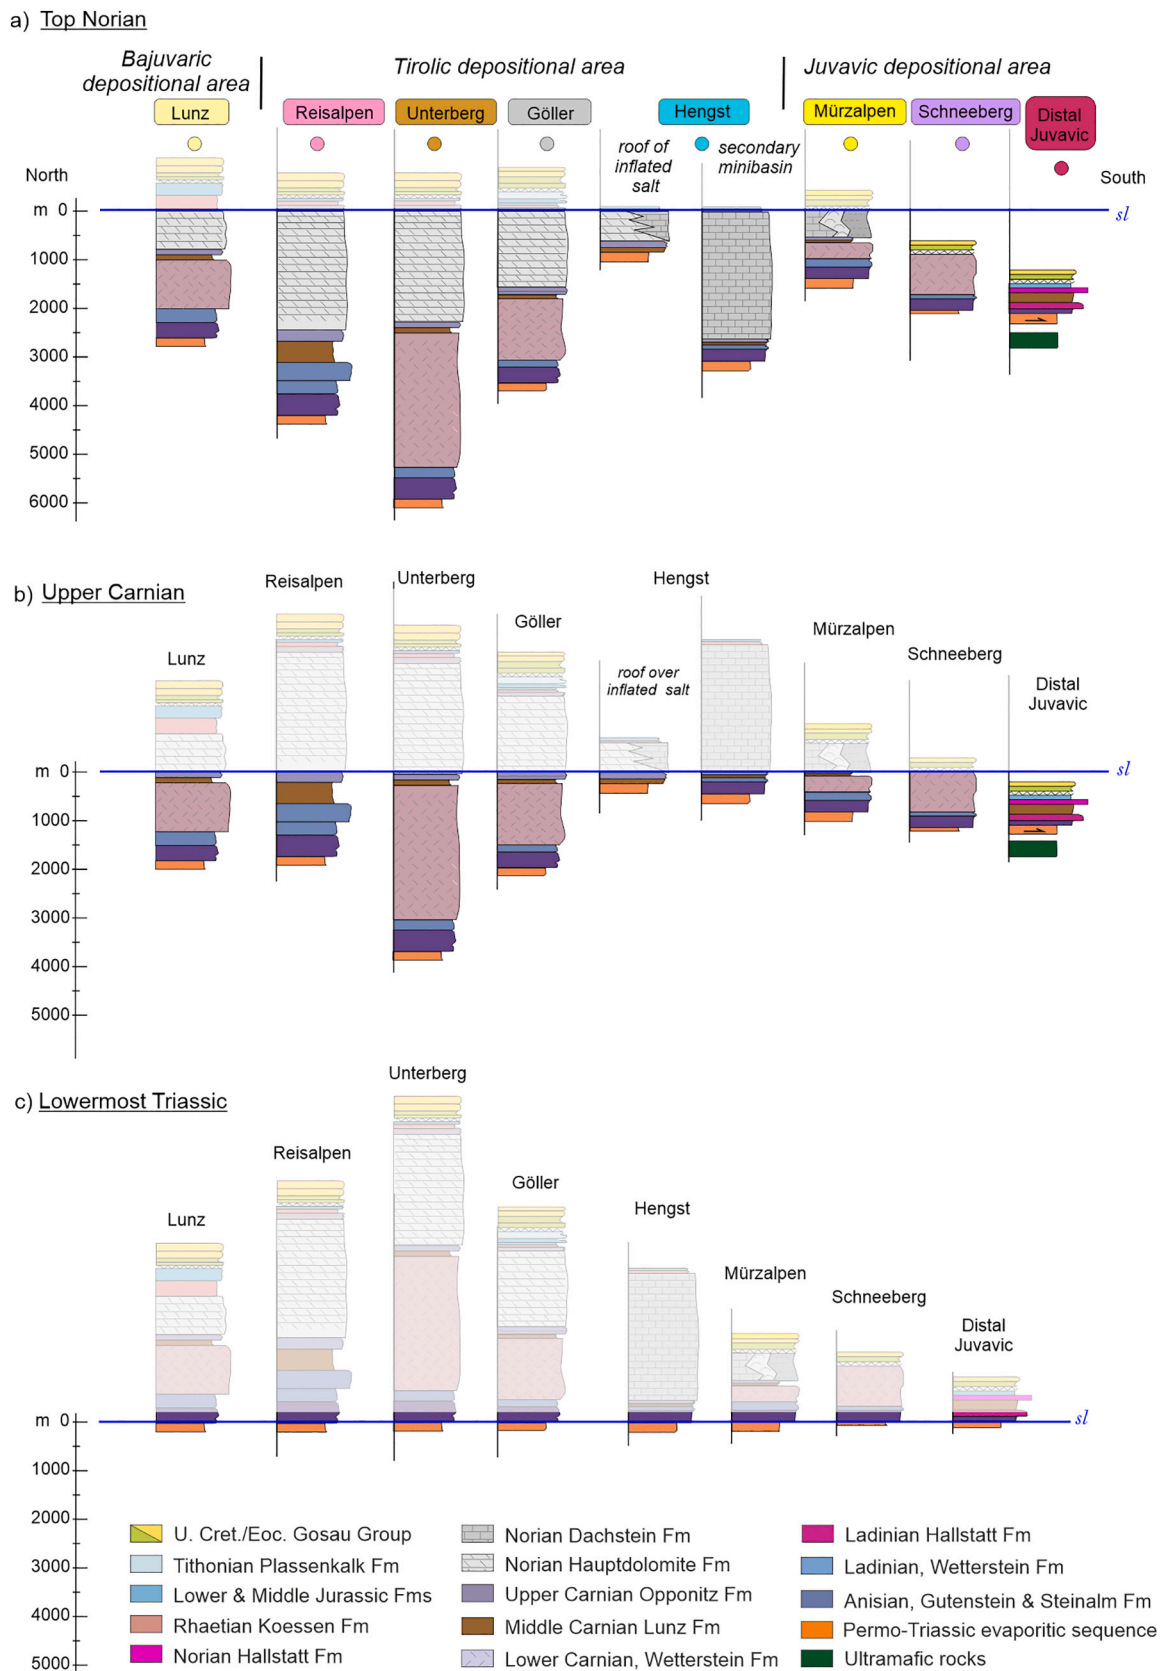 a) Top Norian
Bajuvaric
depositional area
Tirolic depositional area
Juvavic depositional area
Lunz
Reisalpen
Unterberg
Göller
Hengst
Mürzalpen
Schneeberg
Distal
Juvavic
roof of
inflated
salt
secondary
minibasin
North
South
m 0
sl
1000
2000
3000
4000
5000
6000
b) Upper Carnian
Lunz
Reisalpen
Unterberg
Göller
Hengst
roof over
inflated salt
Mürzalpen
Schneeberg
Distal
Juvavic
m 0
sl
1000
2000
3000
4000
5000
c) Lowermost Triassic
Lunz
Reisalpen
Unterberg
Göller
Hengst
Mürzalpen
Schneeberg
Distal
Juvavic
m 0
sl
1000
2000
3000
4000
5000
U. Cret./Eoc. Gosau Group
Tithonian Plassenkalk Fm
Lower & Middle Jurassic Fms
Rhaetian Koessen Fm
Norian Hallstatt Fm
Norian Dachstein Fm
Norian Hauptdolomite Fm
Upper Carnian Opponitz Fm
Middle Carnian Lunz Fm
Lower Carnian, Wetterstein Fm
Ladinian Hallstatt Fm
Ladinian, Wetterstein Fm
Anisian, Gutenstein & Steinalm Fm
Permo-Triassic evaporitic sequence
Ultramafic rocks